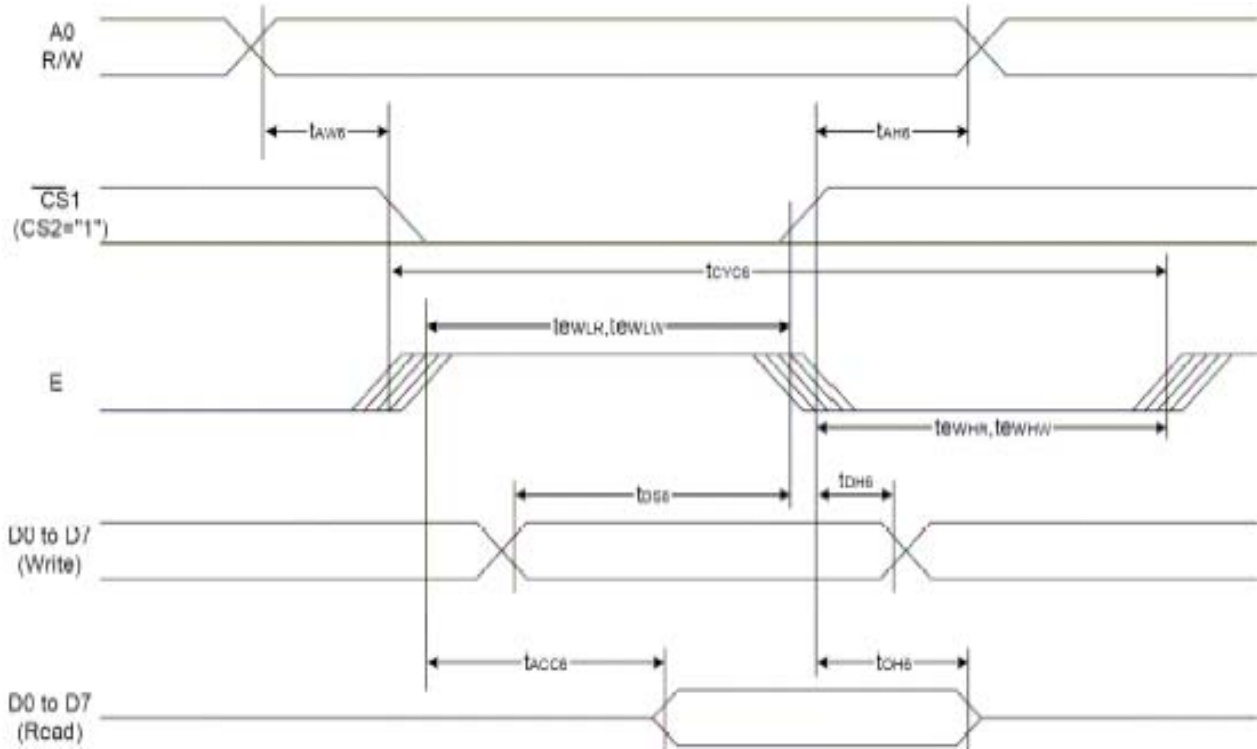 A0
R/W
tAW6
tAH6
CS1
(CS2="1")
tCYC6
tEWLR,tEWLW
E
tEWHR,tEWHW
tDS6
tDH6
D0 to D7
(Write)
tACC6
tOH6
D0 to D7
(Read)